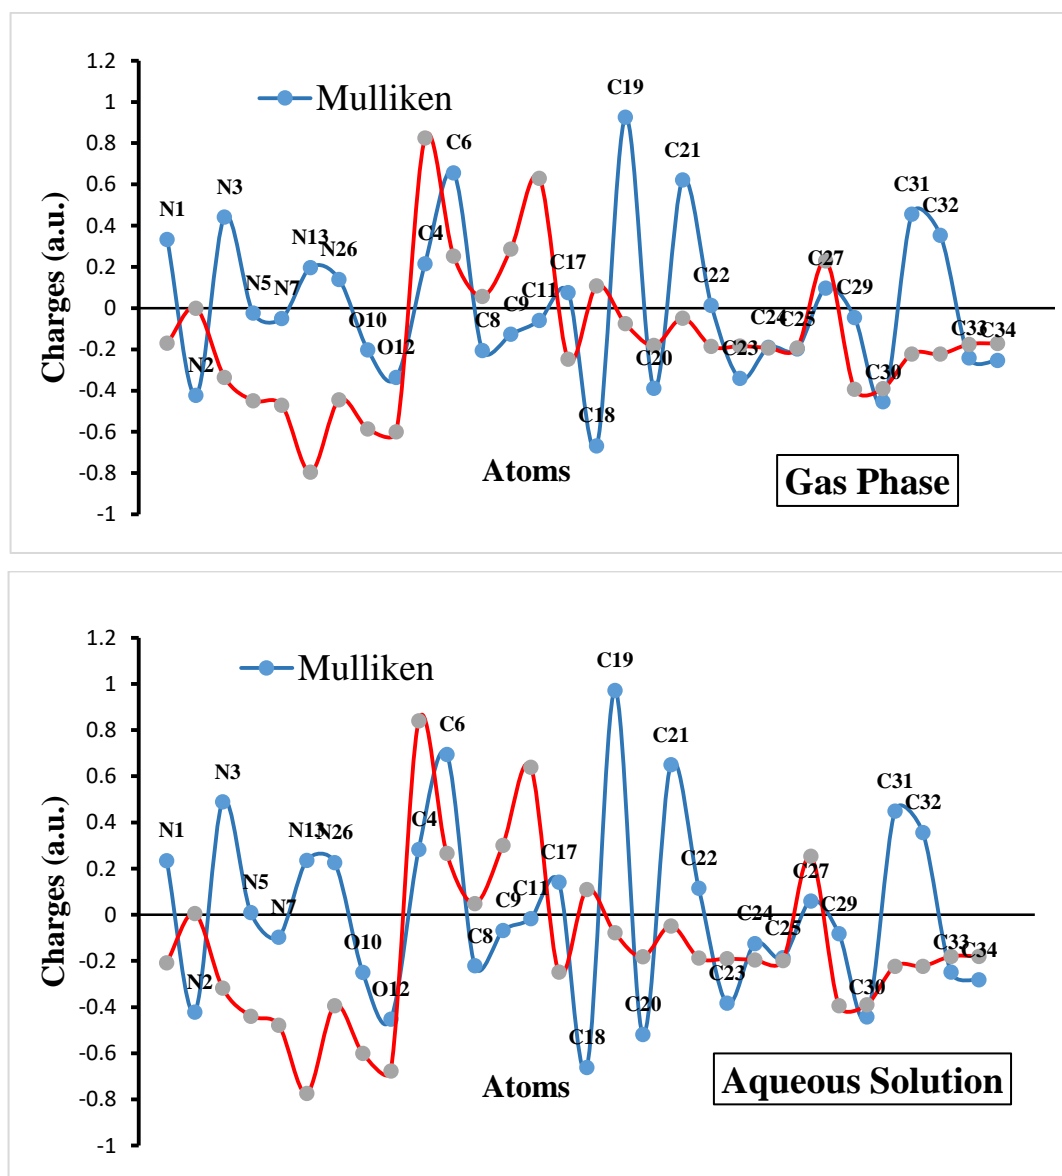 1.2
1
0.8
0.6
0.4
0.2
0
-0.2
-0.4
-0.6
-0.8
-1
Charges (a.u.)
Mulliken
N1
N2
N3
N5
N7
N13
N26
O10
O12
C4
C6
C8
C9
C11
C17
C18
C19
C20
C21
C22
C23
C24
C25
C27
C29
C30
C31
C32
C33
C34
Atoms
Gas Phase
1.2
1
0.8
0.6
0.4
0.2
0
-0.2
-0.4
-0.6
-0.8
-1
Charges (a.u.)
Mulliken
N1
N2
N3
N5
N7
N13
N26
O10
O12
C4
C6
C8
C9
C11
C17
C18
C19
C20
C21
C22
C23
C24
C25
C27
C29
C30
C31
C32
C33
C34
Atoms
Aqueous Solution